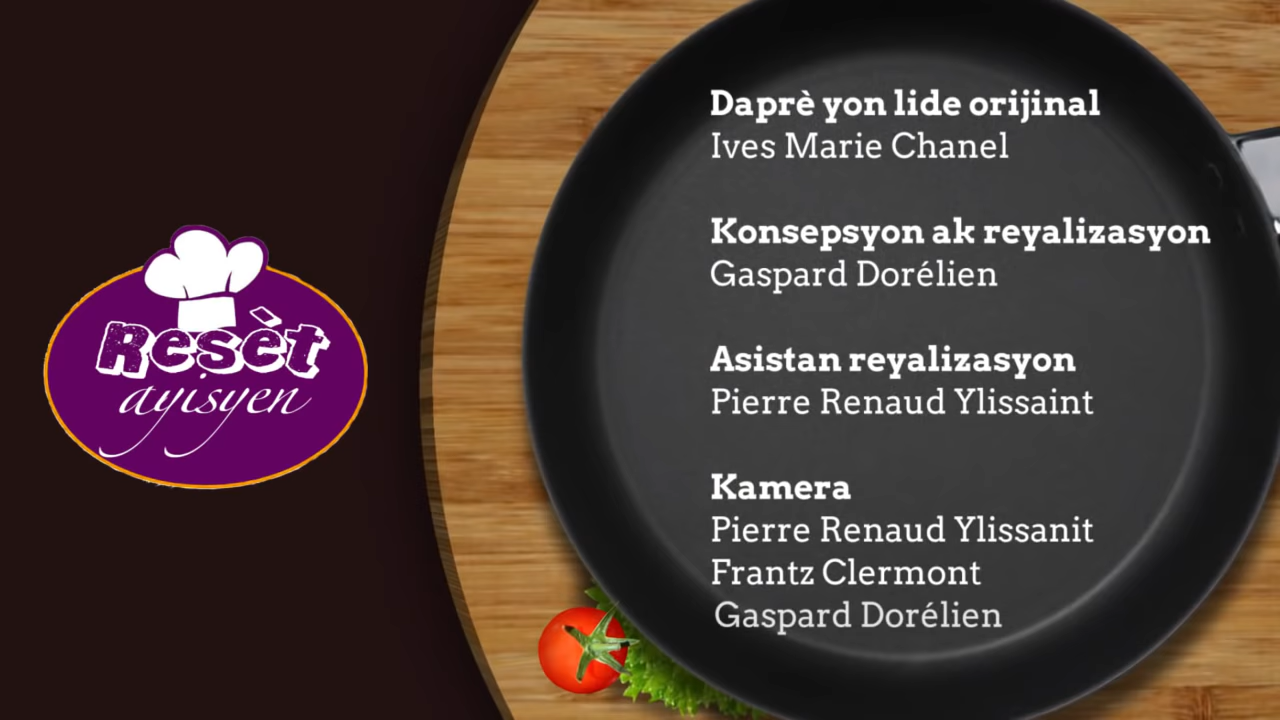 Resèt
ayisyen
Daprè yon lide orijinal
Ives Marie Chanel
Konsepsyon ak reyalizasyon
Gaspard Dorélien
Asistan reyalizasyon
Pierre Renaud Ylissaint
Kamera
Pierre Renaud Ylissanit
Frantz Clermont
Gaspard Dorélien